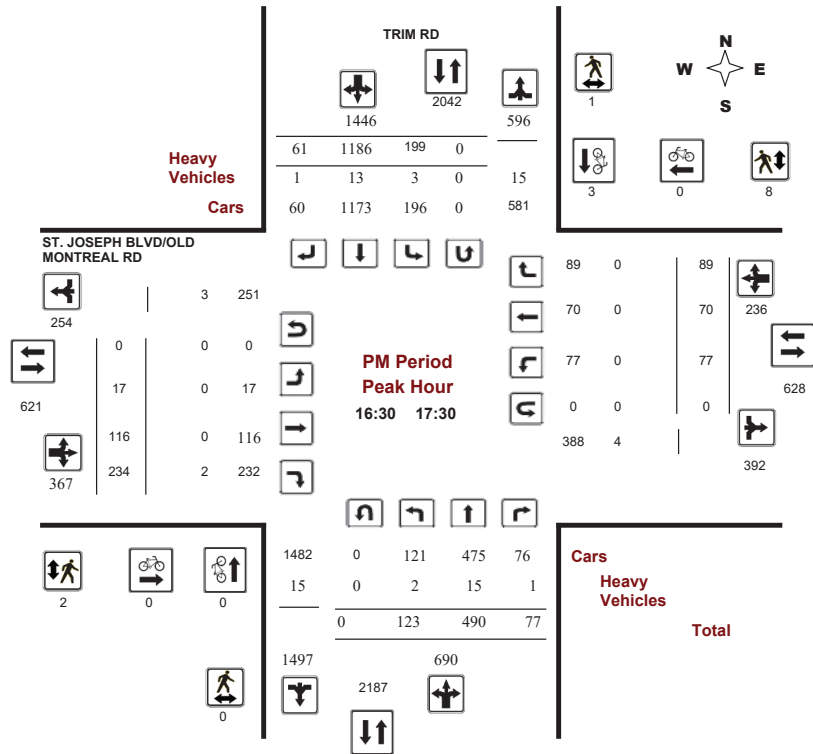 TRIM RD
N
W E
S
2042
1
1446 596
61 1186 199 0
Heavy
Vehicles
1 13 3 0 15
3 0 8
Cars 60 1173 196 0 581
ST. JOSEPH BLVD/OLD
MONTREAL RD
89 0 89
3 251
254
70 0 70 236
0 0 0
PM Period
77 0 77
Peak Hour
628
17 0 17
621
16:30 17:30
0 0 0
116 0 116
388 4
392
234 2 232
367
1482 0 121 475 76 Cars
15 0 2 15 1 Heavy
Vehicles
2 0 0
0 123 490 77
Total
1497 690
2187
0